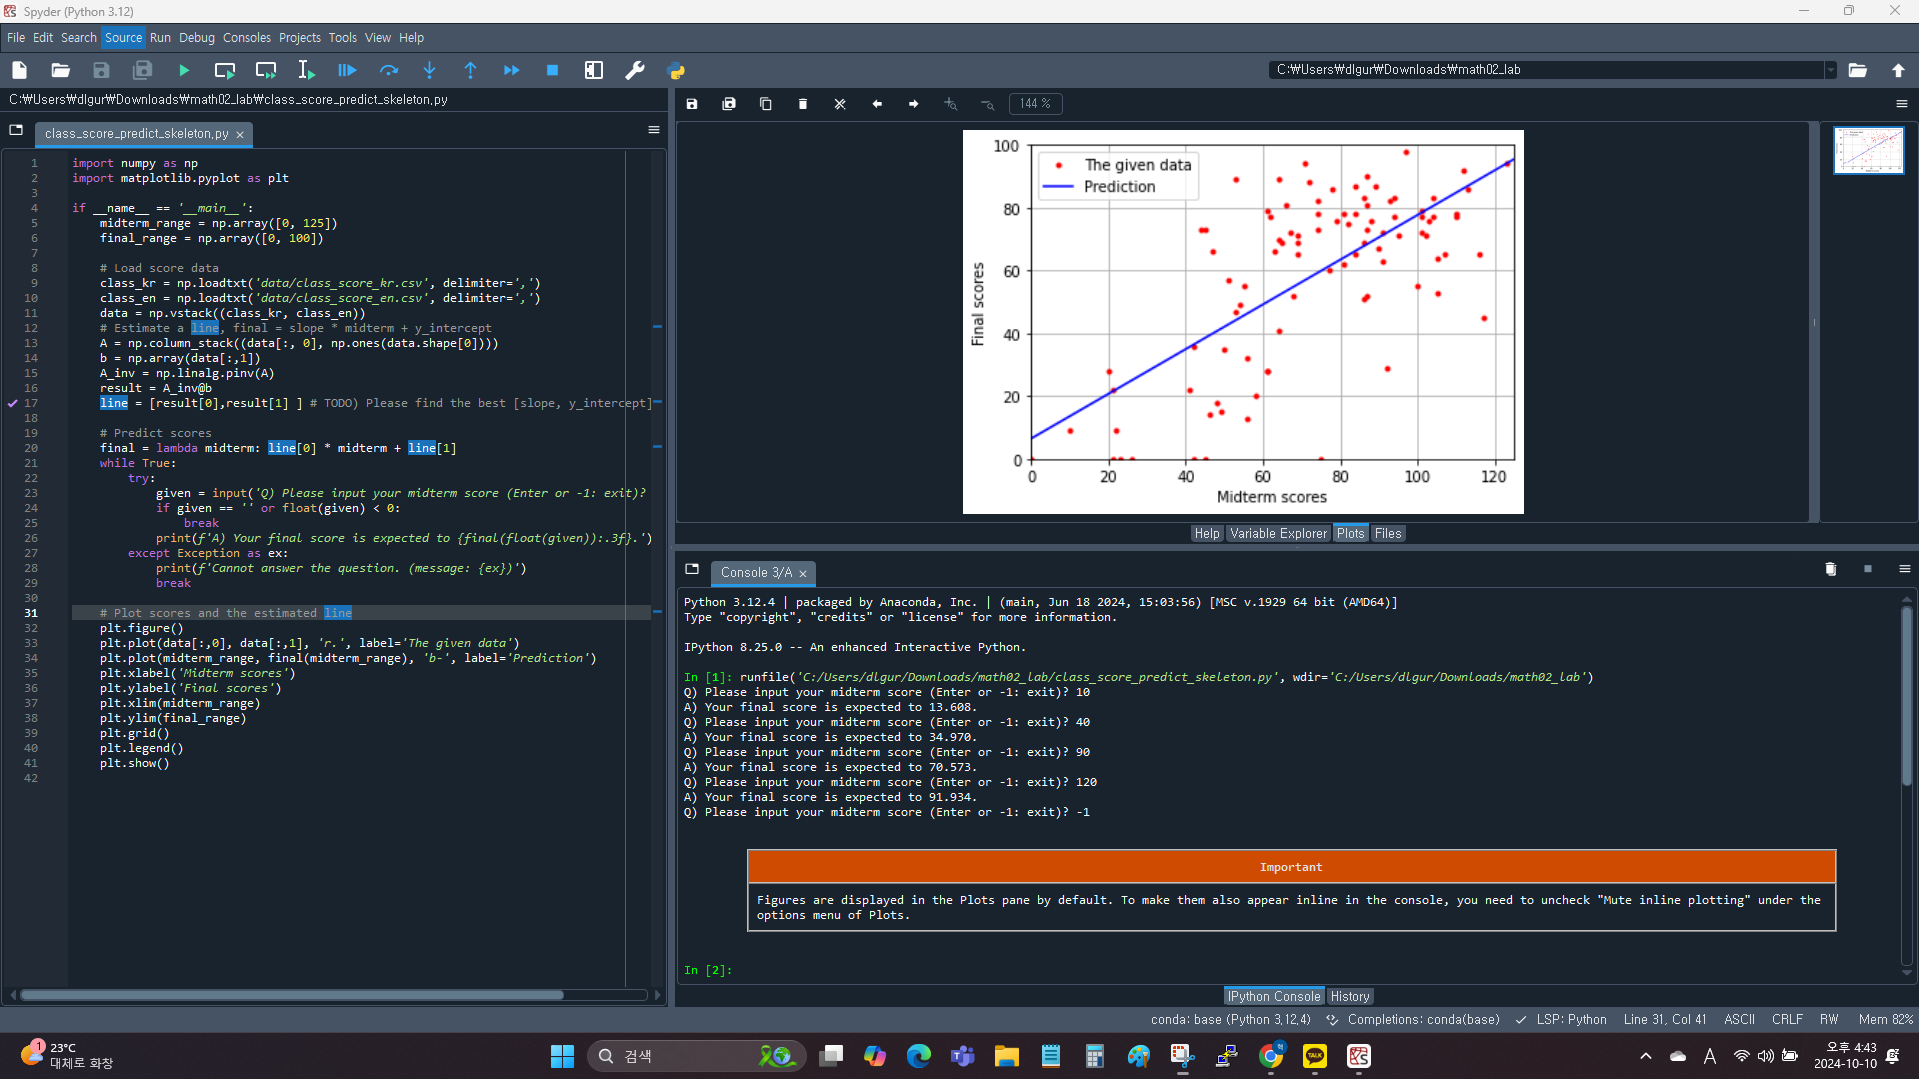 Spyder (Python 3.12)
File Edit Search Source Run Debug Consoles Projects Tools View Help
C:₩Users₩dlgur₩Downloads₩math02_lab
C:₩Users₩dlgur₩Downloads₩math02_lab₩class_score_predict_skeleton.py
class_score_predict_skeleton.py
1 import numpy as np
2 import matplotlib.pyplot as plt
3
4 if __name__ == '__main__':
5     midterm_range = np.array([0, 125])
6     final_range = np.array([0, 100])
7
8     # Load score data
9     class_kr = np.loadtxt('data/class_score_kr.csv', delimiter=',')
10     class_en = np.loadtxt('data/class_score_en.csv', delimiter=',')
11     data = np.vstack((class_kr, class_en))
12     # Estimate a line, final = slope * midterm + y_intercept
13     A = np.column_stack((data[:, 0], np.ones(data.shape[0])))
14     b = np.array(data[:,1])
15     A_inv = np.linalg.pinv(A)
16     result = A_inv@b
17     line = [result[0],result[1] ] # TODO) Please find the best [slope, y_intercept]
18
19     # Predict scores
20     final = lambda midterm: line[0] * midterm + line[1]
21     while True:
22         try:
23             given = input('Q) Please input your midterm score (Enter or -1: exit)?
24             if given == '' or float(given) < 0:
25                 break
26             print(f'A) Your final score is expected to {final(float(given)):.3f}.')
27         except Exception as ex:
28             print(f'Cannot answer the question. (message: {ex})')
29             break
30
31     # Plot scores and the estimated line
32     plt.figure()
33     plt.plot(data[:,0], data[:,1], 'r.', label='The given data')
34     plt.plot(midterm_range, final(midterm_range), 'b-', label='Prediction')
35     plt.xlabel('Midterm scores')
36     plt.ylabel('Final scores')
37     plt.xlim(midterm_range)
38     plt.ylim(final_range)
39     plt.grid()
40     plt.legend()
41     plt.show()
42
144 %
The given data
Prediction
100
80
60
40
20
0
Final scores
0 20 40 60 80 100 120
Midterm scores
Help Variable Explorer Plots Files
Console 3/A
Python 3.12.4 | packaged by Anaconda, Inc. | (main, Jun 18 2024, 15:03:56) [MSC v.1929 64 bit (AMD64)]
Type "copyright", "credits" or "license" for more information.
IPython 8.25.0 -- An enhanced Interactive Python.
In [1]: runfile('C:/Users/dlgur/Downloads/math02_lab/class_score_predict_skeleton.py', wdir='C:/Users/dlgur/Downloads/math02_lab')
Q) Please input your midterm score (Enter or -1: exit)? 10
A) Your final score is expected to 13.608.
Q) Please input your midterm score (Enter or -1: exit)? 40
A) Your final score is expected to 34.970.
Q) Please input your midterm score (Enter or -1: exit)? 90
A) Your final score is expected to 70.573.
Q) Please input your midterm score (Enter or -1: exit)? 120
A) Your final score is expected to 91.934.
Q) Please input your midterm score (Enter or -1: exit)? -1
Important
Figures are displayed in the Plots pane by default. To make them also appear inline in the console, you need to uncheck "Mute inline plotting" under the
options menu of Plots.
In [2]:
IPython Console History
conda: base (Python 3.12.4) Completions: conda(base) LSP: Python Line 31, Col 41 ASCII CRLF RW Mem 82%
1
23°C
대체로 화창
검색
TALK
혁
A
오후 4:43
2024-10-10